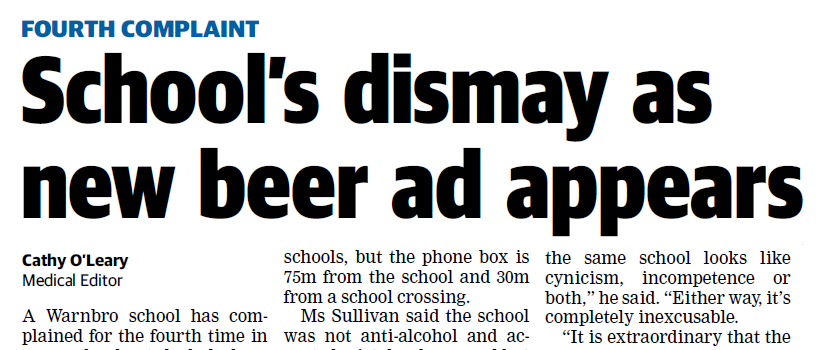 FOURTH COMPLAINT
School's dismay as
new beer ad appears
Cathy O'Leary
Medical Editor
A Warnbro school has com-
plained for the fourth time in
schools, but the phone box is
75m from the school and 30m
from a school crossing.
Ms Sullivan said the school
was not anti-alcohol and ac-
the same school looks like
cynicism, incompetence or
both,” he said. “Either way, it's
completely inexcusable.
“It is extraordinary that the